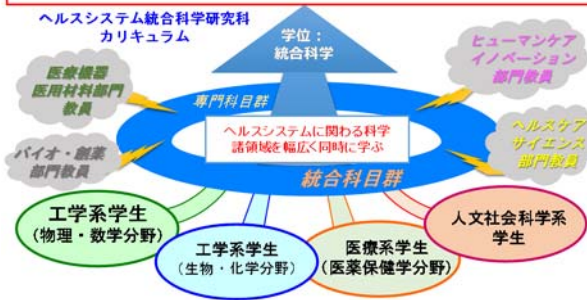 ヘルスシステム統合科学研究科
カリキュラム
学位：
統合科学
医療機器
医用材料部門
教員
ヒューマンケア
イノベーション
部門教員
専門科目群
ヘルスシステムに関わる科学
諸領域を幅広く同時に学ぶ
バイオ・創薬
部門教員
ヘルスケア
サイエンス
部門教員
統合科目群
工学系学生
（物理・数学分野）
工学系学生
（生物・化学分野）
医療系学生
（医薬保健学分野）
人文社会科学系
学生